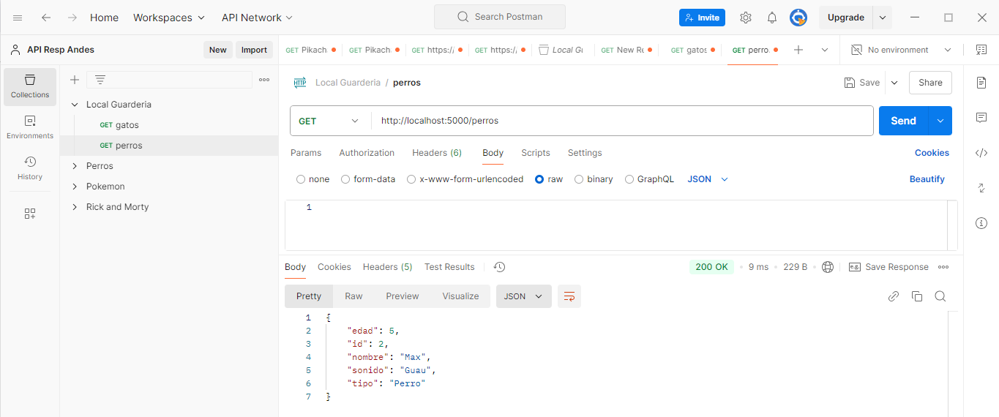 Home Workspaces API Network Search Postman Invite Upgrade
API Resp Andes New Import
GET Pikach GET Pikach GET https:// GET https:// Local Gu GET New Re GET gatos GET perro. No environment
Collections
Environments
History
Local Guarderia
GET gatos
GET perros
Perros
Pokemon
Rick and Morty
HTTP Local Guarderia / perros Save Share
GET http://localhost:5000/perros Send
Params Authorization Headers (6) Body Scripts Settings Cookies
none form-data x-www-form-urlencoded raw binary GraphQL JSON Beautify
1
Body Cookies Headers (5) Test Results 200 OK • 9 ms • 229 B • e.g. Save Response
Pretty Raw Preview Visualize JSON
1 {
2 "edad": 5,
3 "id": 2,
4 "nombre": "Max",
5 "sonido": "Guau",
6 "tipo": "Perro"
7 }